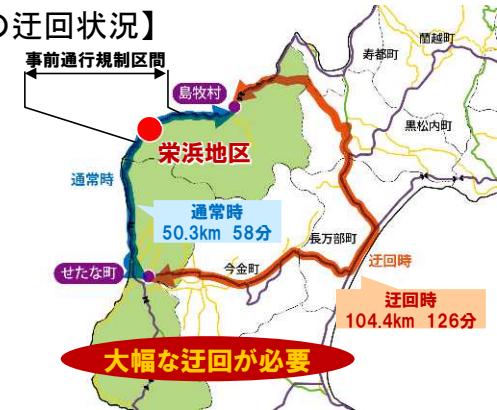 の迂回状況】
事前通行規制区間
蘭越町
寿都町
島牧村
黒松内町
栄浜地区
通常時
通常時
50.3km 58分
長万部町
迂回時
今金町
せたな町
迂回時
104.4km 126分
大幅な迂回が必要